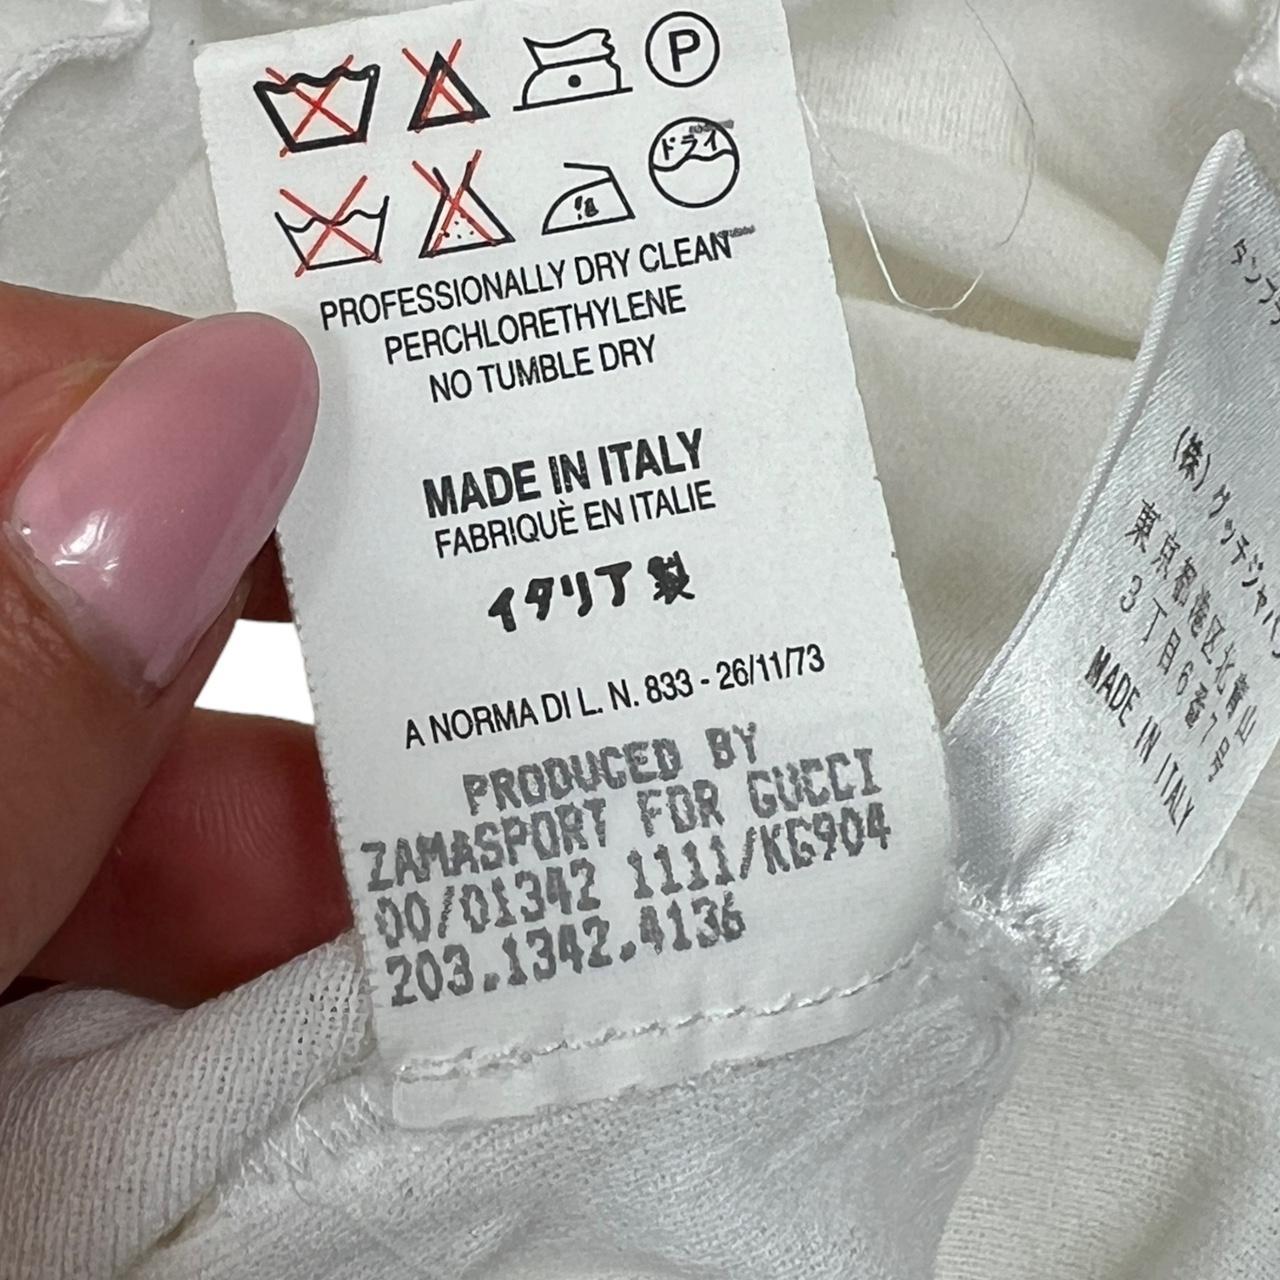 P
ドライ
PROFESSIONALLY DRY CLEAN
PERCHLORETHYLENE
NO TUMBLE DRY
MADE IN ITALY
FABRIQUÈ EN ITALIE
イタリア製
A NORMA DI L. N. 833 - 26/11/73
PRODUCED BY
ZAMASPORT FOR GUCCI
00/01342 1111/KG904
203.1342.4136
(株)グッチジャパン
東京都港区北青山
3丁目6番7号
MADE IN ITALY